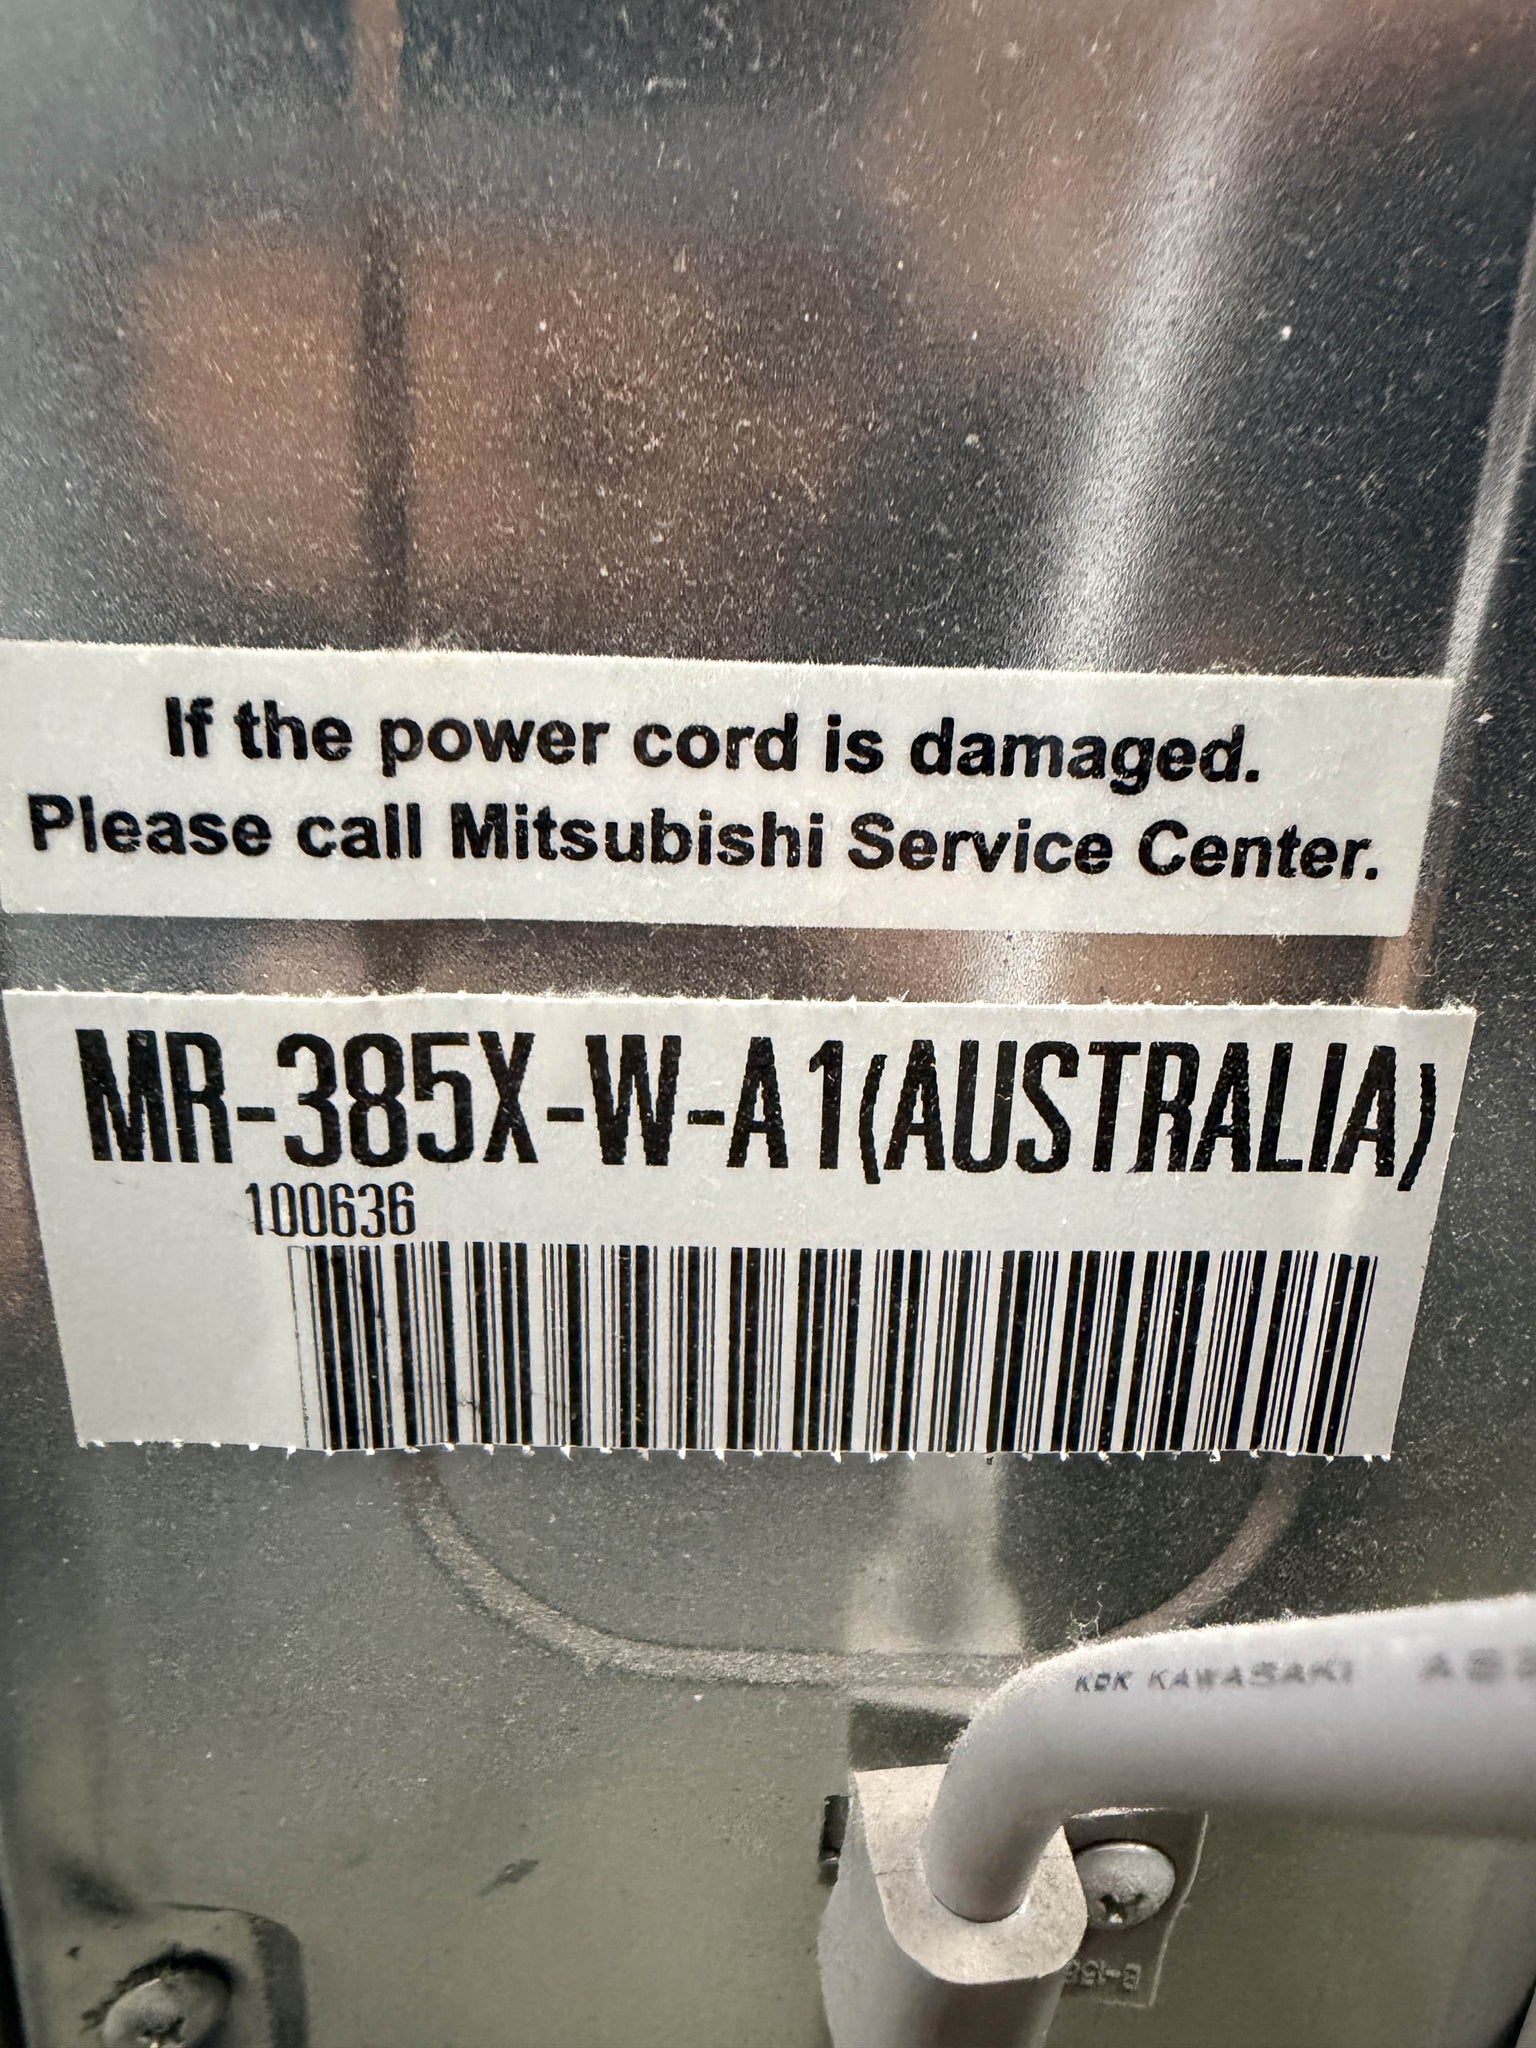 If the power cord is damaged.
Please call Mitsubishi Service Center.
MR-385X-W-A1(AUSTRALIA)
100636
KDK KAWASAKI